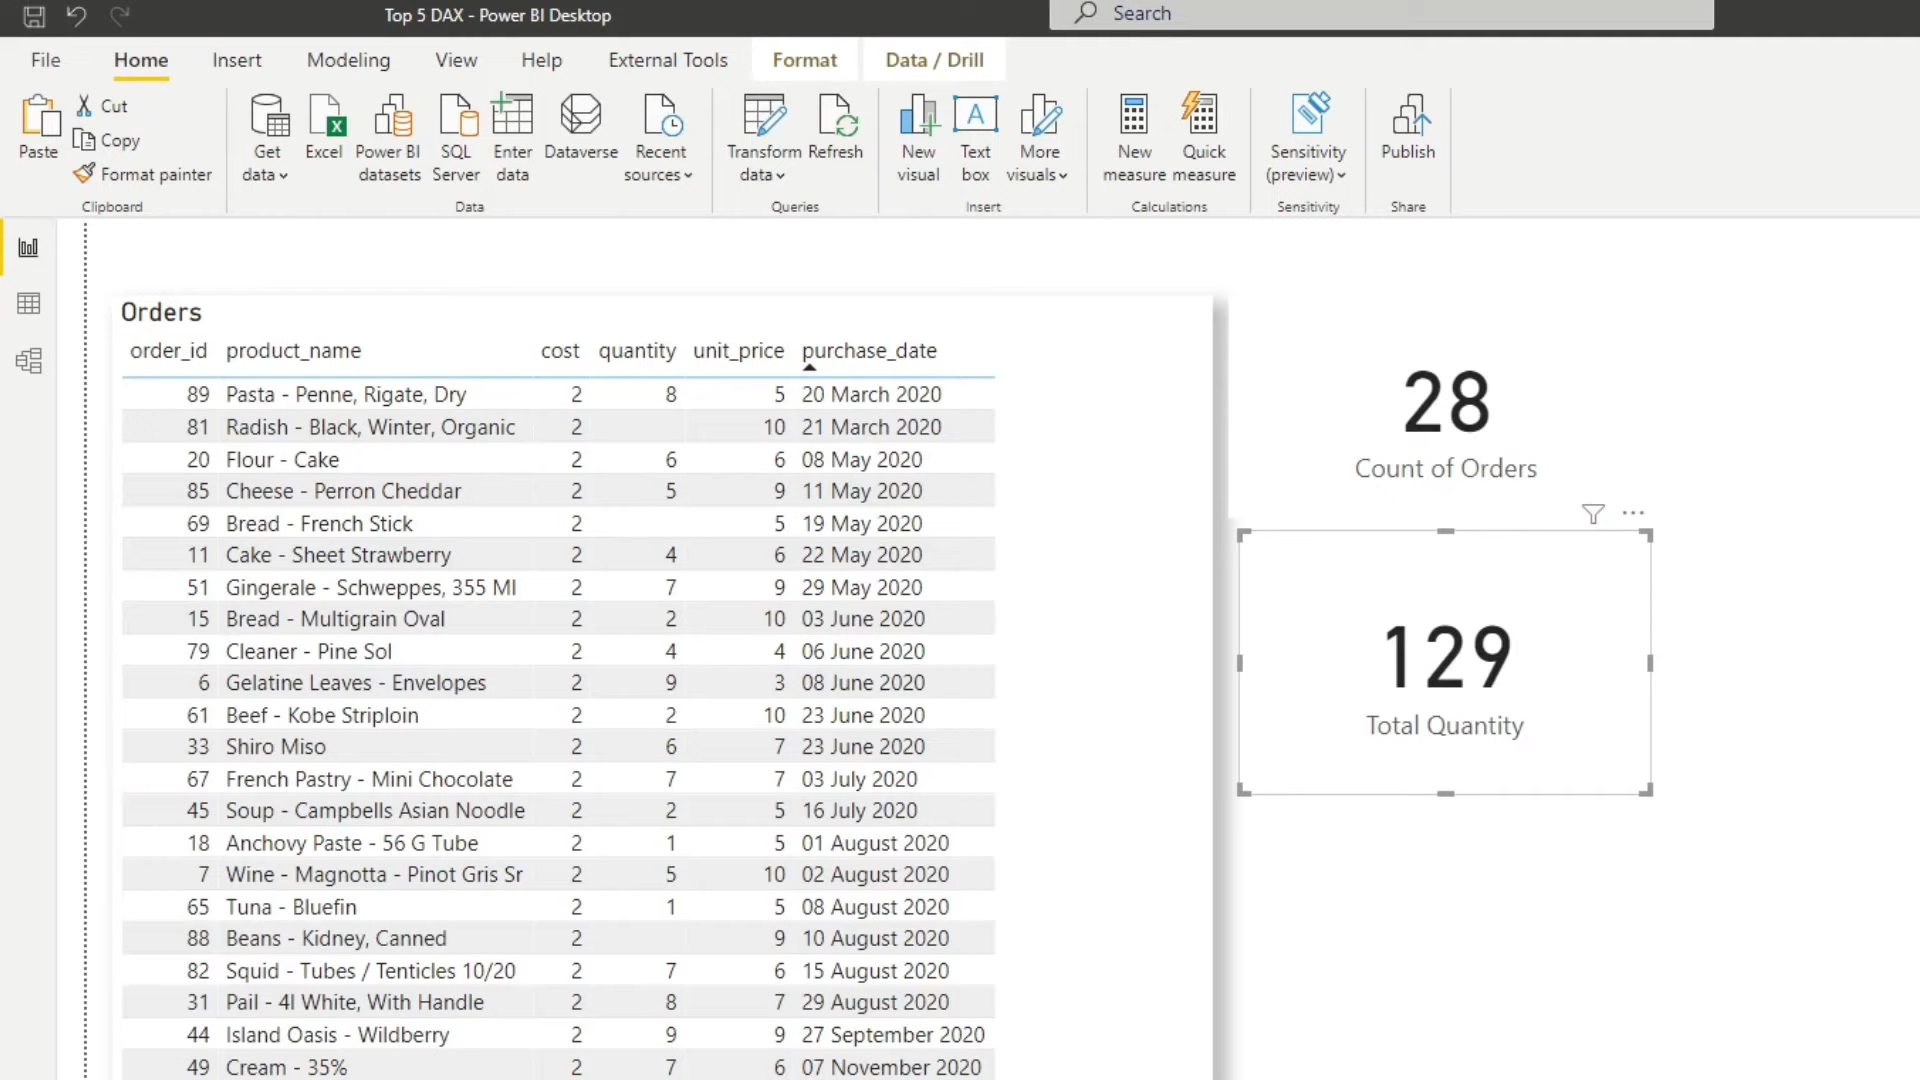 Top 5 DAX - Power BI Desktop
Search
File Home Insert Modeling View Help External Tools Format Data / Drill
Paste
Cut
Copy
Format painter
Clipboard
Get data
Excel
Power BI datasets
SQL Server
Enter data
Dataverse
Recent sources
Data
Transform data
Refresh
Queries
New visual
A
Text box
More visuals
Insert
New measure
Quick measure
Calculations
Sensitivity (preview)
Sensitivity
Publish
Share
Orders
order_id product_name cost quantity unit_price purchase_date
89 Pasta - Penne, Rigate, Dry 2 8 5 20 March 2020
81 Radish - Black, Winter, Organic 2 10 21 March 2020
20 Flour - Cake 2 6 6 08 May 2020
85 Cheese - Perron Cheddar 2 5 9 11 May 2020
69 Bread - French Stick 2 5 19 May 2020
11 Cake - Sheet Strawberry 2 4 6 22 May 2020
51 Gingerale - Schweppes, 355 Ml 2 7 9 29 May 2020
15 Bread - Multigrain Oval 2 2 10 03 June 2020
79 Cleaner - Pine Sol 2 4 4 06 June 2020
6 Gelatine Leaves - Envelopes 2 9 3 08 June 2020
61 Beef - Kobe Striploin 2 2 10 23 June 2020
33 Shiro Miso 2 6 7 23 June 2020
67 French Pastry - Mini Chocolate 2 7 7 03 July 2020
45 Soup - Campbells Asian Noodle 2 2 5 16 July 2020
18 Anchovy Paste - 56 G Tube 2 1 5 01 August 2020
7 Wine - Magnotta - Pinot Gris Sr 2 5 10 02 August 2020
65 Tuna - Bluefin 2 1 5 08 August 2020
88 Beans - Kidney, Canned 2 9 10 August 2020
82 Squid - Tubes / Tenticles 10/20 2 7 6 15 August 2020
31 Pail - 4l White, With Handle 2 8 7 29 August 2020
44 Island Oasis - Wildberry 2 9 9 27 September 2020
49 Cream - 35% 2 7 6 07 November 2020
28
Count of Orders
129
Total Quantity